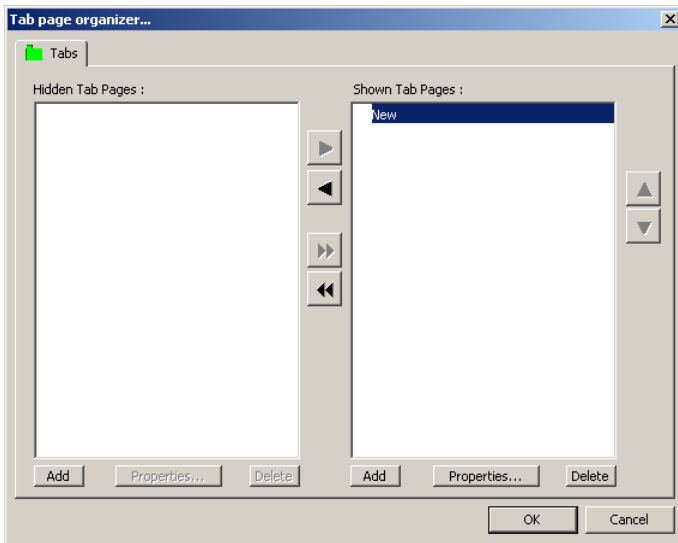 Tab page organizer...
Tabs
Hidden Tab Pages :
Shown Tab Pages :
New
Add Properties... Delete
Add Properties... Delete
OK Cancel